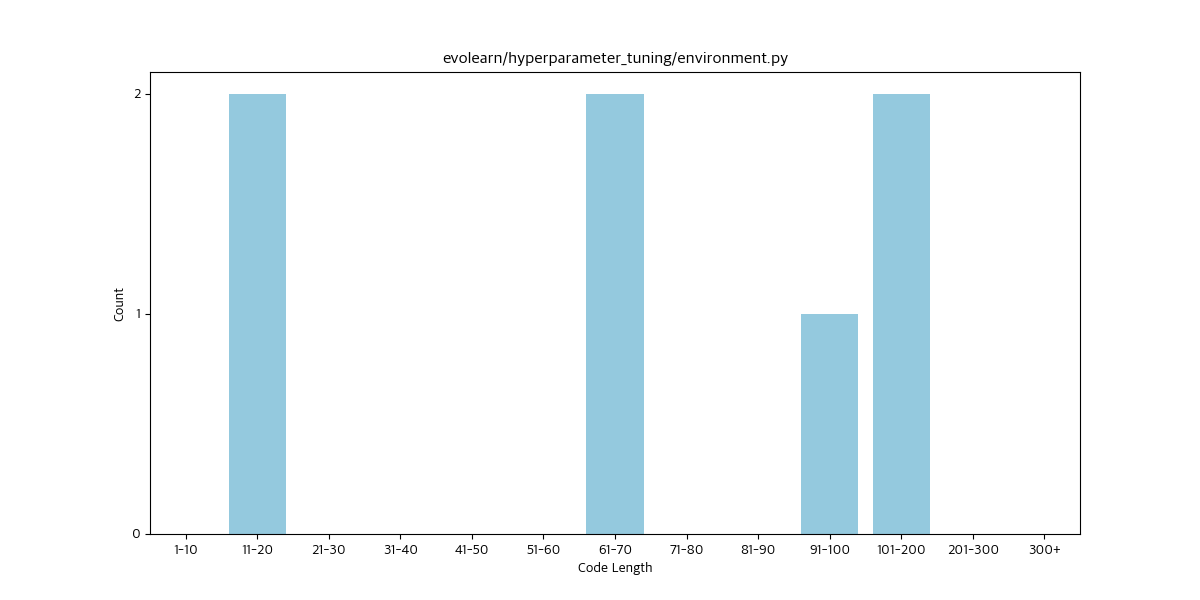 evolearn/hyperparameter_tuning/environment.py
Count
2
1
0
1-10 11-20 21-30 31-40 41-50 51-60 61-70 71-80 81-90 91-100 101-200 201-300 300+
Code Length